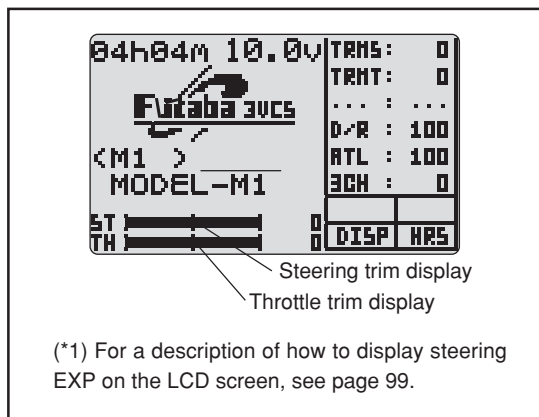 04h04m 10.0v
Futaba 3VCS
<M1 >
MODEL-M1
ST 0
TH 0
TRMS: 0
TRMT: 0
... : ...
D/R : 100
ATL : 100
3CH : 0
DISP HRS
Steering trim display
Throttle trim display
(*1) For a description of how to display steering
EXP on the LCD screen, see page 99.